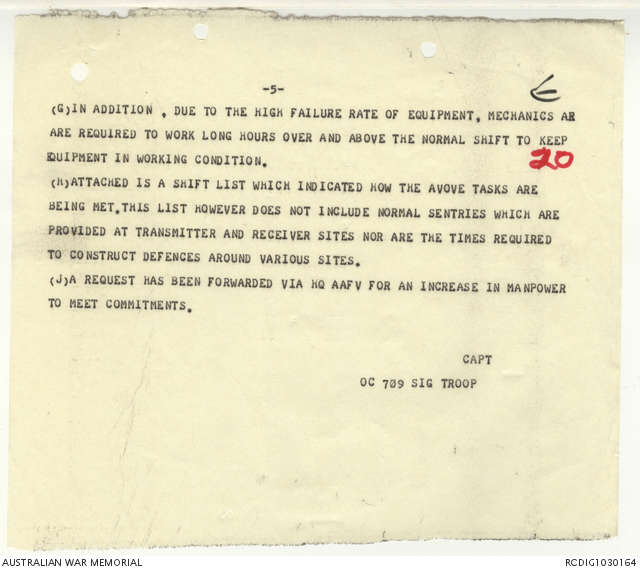 -5-
(G)IN ADDITION , DUE TO THE HIGH FAILURE RATE OF EQUIPMENT, MECHANICS AR
ARE REQUIRED TO WORK LONG HOURS OVER AND ABOVE THE NORMAL SHIFT TO KEEP
EQUIPMENT IN WORKING CONDITION.
20
(H)ATTACHED IS A SHIFT LIST WHICH INDICATED HOW THE AVOVE TASKS ARE
BEING MET.THIS LIST HOWEVER DOES NOT INCLUDE NORMAL SENTRIES WHICH ARE
PROVIDED AT TRANSMITTER AND RECEIVER SITES NOR ARE THE TIMES REQUIRED
TO CONSTRUCT DEFENCES AROUND VARIOUS SITES.
(J)A REQUEST HAS BEEN FORWARDED VIA HQ AAFV FOR AN INCREASE IN MANPOWER
TO MEET COMMITMENTS.
CAPT
OC 709 SIG TROOP
AUSTRALIAN WAR MEMORIAL
RCDIG1030164